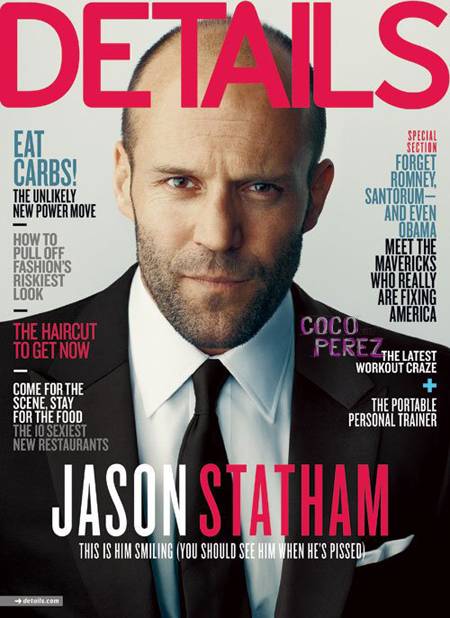 DETAILS
EAT
CARBS!
THE UNLIKELY
NEW POWER MOVE
HOW TO
PULL OFF
FASHION'S
RISKIEST
LOOK
THE HAIRCUT
TO GET NOW
COME FOR THE
SCENE, STAY
FOR THE FOOD
THE 10 SEXIEST
NEW RESTAURANTS
SPECIAL
SECTION
FORGET
ROMNEY,
SANTORUM—
AND EVEN
OBAMA
MEET THE
MAVERICKS
WHO REALLY
ARE FIXING
AMERICA
COCO
PEREZ
THE LATEST
WORKOUT CRAZE
+
THE PORTABLE
PERSONAL TRAINER
JASON STATHAM
THIS IS HIM SMILING (YOU SHOULD SEE HIM WHEN HE'S PISSED)
→ details.com